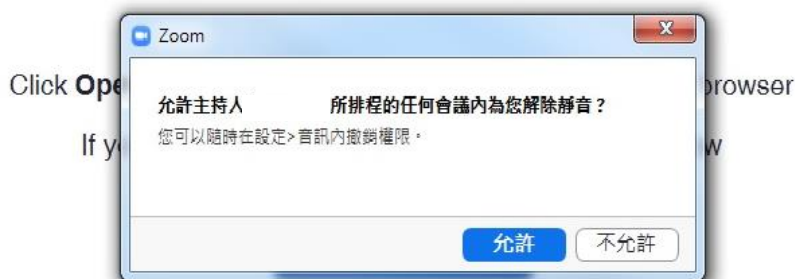 Zoom
Click Ope browser
允許主持人 所排程的任何會議內為您解除靜音？
If y w
您可以隨時在設定>音訊內撤銷權限。
允許 不允許